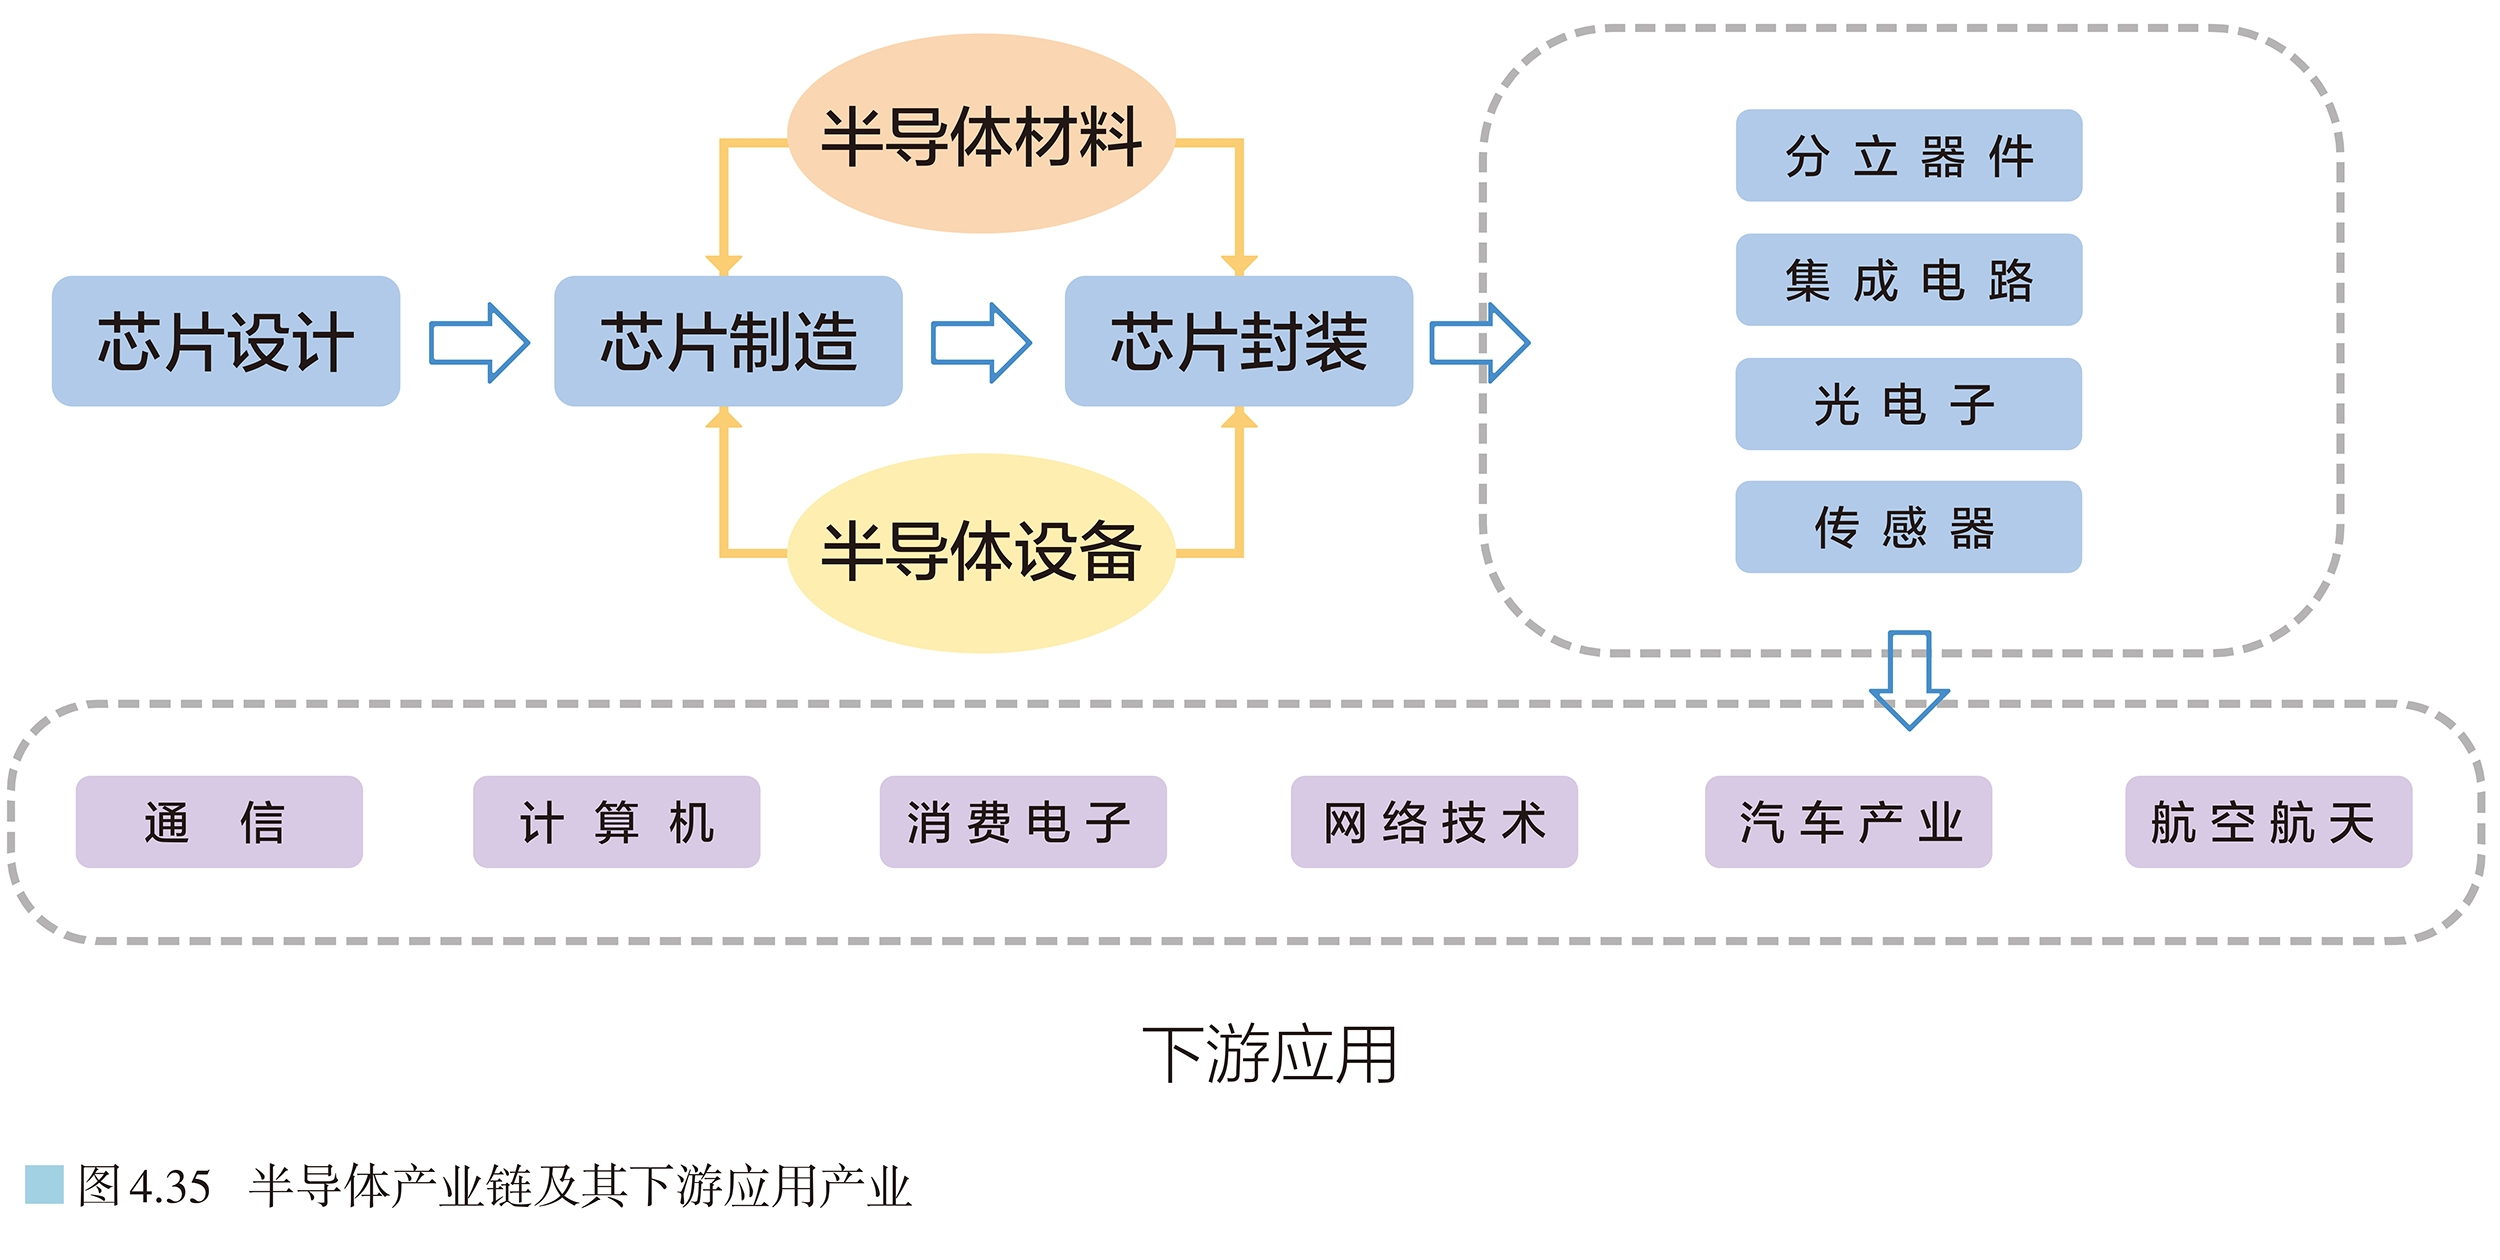 半导体材料
芯片设计
芯片制造
芯片封装
半导体设备
分立器件
集成电路
光电子
传感器
通信
计算机
消费电子
网络技术
汽车产业
航空航天
下游应用
图4.35 半导体产业链及其下游应用产业